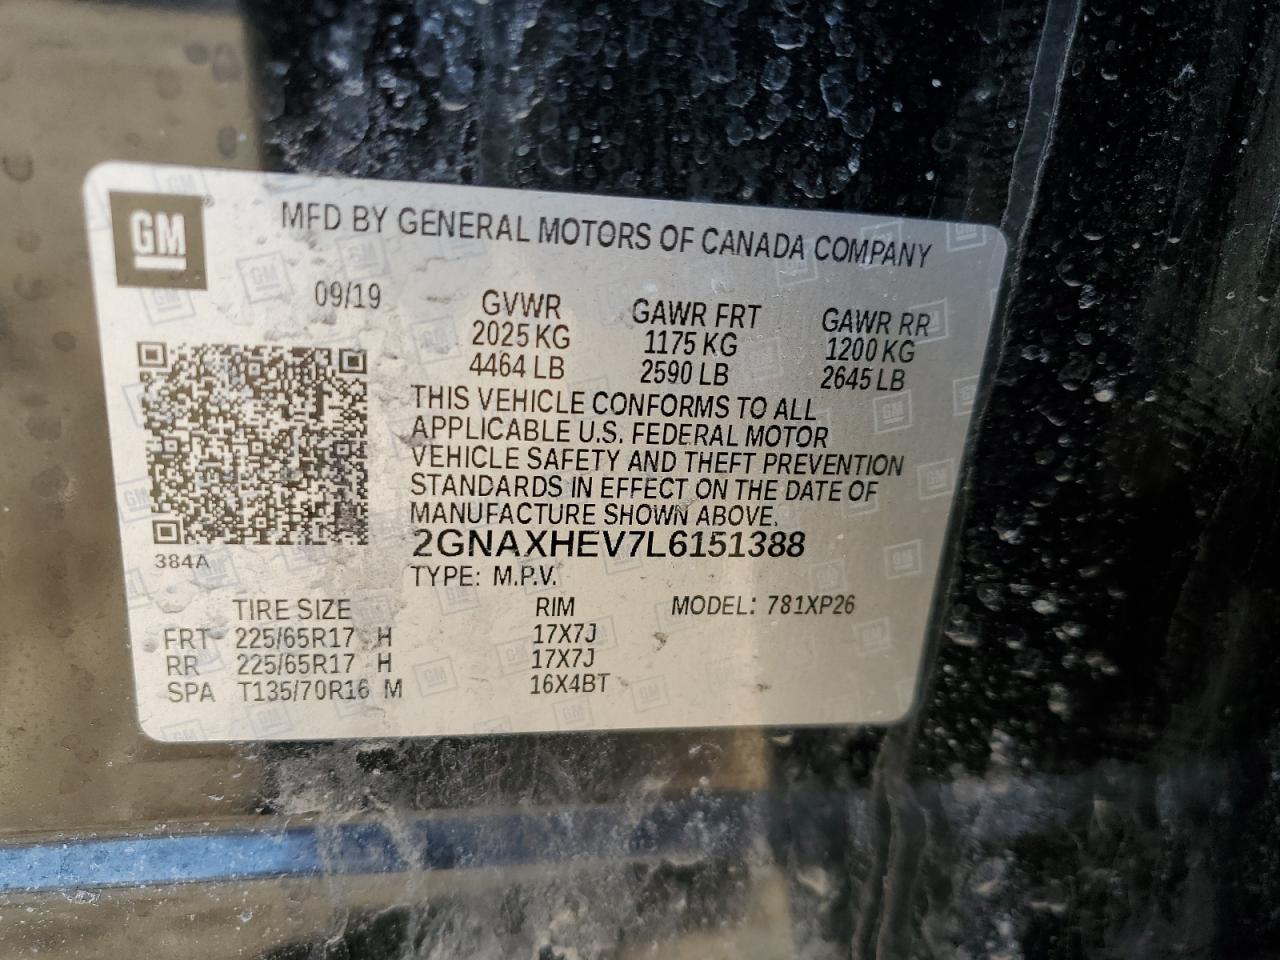 GM
MFD BY GENERAL MOTORS OF CANADA COMPANY
09/19
GVWR GAWR FRT GAWR RR
2025 KG 1175 KG 1200 KG
4464 LB 2590 LB 2645 LB
THIS VEHICLE CONFORMS TO ALL
APPLICABLE U.S. FEDERAL MOTOR
VEHICLE SAFETY AND THEFT PREVENTION
STANDARDS IN EFFECT ON THE DATE OF
MANUFACTURE SHOWN ABOVE.
2GNAXHEV7L6151388
384A
TYPE: M.P.V.
TIRE SIZE RIM MODEL: 781XP26
FRT 225/65R17 H 17X7J
RR 225/65R17 H 17X7J
SPA T135/70R16 M 16X4BT